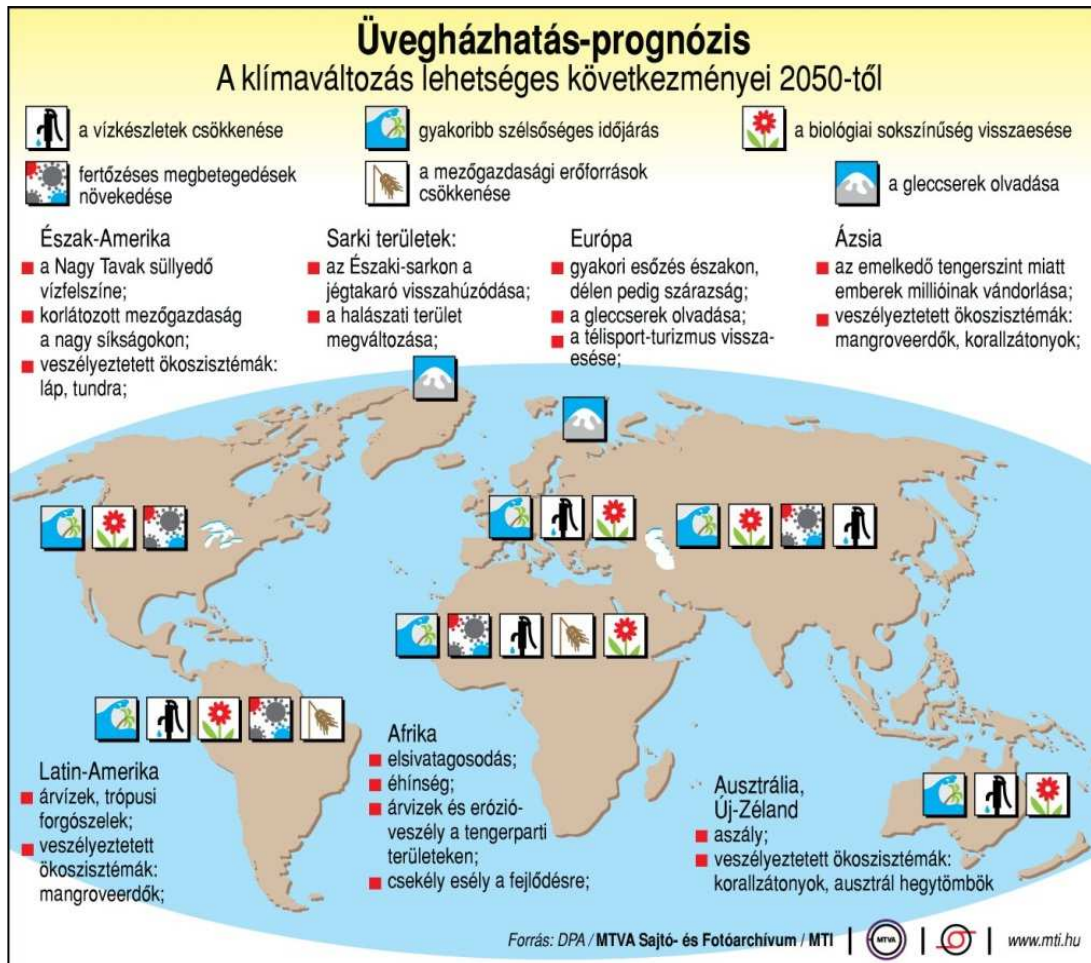 Üvegházhatás-prognózis
A klímaváltozás lehetséges következményei 2050-től
a vízkészletek csökkenése
gyakoribb szélsőséges időjárás
a biológiai sokszínűség visszaesése
fertőzéses megbetegedések
növekedése
a mezőgazdasági erőforrások
csökkenése
a gleccserek olvadása
Észak-Amerika
a Nagy Tavak süllyedő
vízfelszíne;
korlátozott mezőgazdaság
a nagy síkságokon;
veszélyeztetett ökoszisztémák:
láp, tundra;
Sarki területek:
az Északi-sarkon a
jégtakaró visszahúzódása;
a halászati terület
megváltozása;
Európa
gyakori esőzés északon,
délen pedig szárazság;
a gleccserek olvadása;
a télisport-turizmus vissza-
esése;
Ázsia
az emelkedő tengerszint miatt
emberek millióinak vándorlása;
veszélyeztetett ökoszisztémák:
mangroveerdők, korallzátonyok;
Latin-Amerika
árvízek, trópusi
forgószelek;
veszélyeztetett
ökoszisztémák:
mangroveerdők;
Afrika
elsivatagosodás;
éhínség;
árvizek és erózió-
veszély a tengerparti
területeken;
csekély esély a fejlődésre;
Ausztrália,
Új-Zéland
aszály;
veszélyeztetett ökoszisztémák:
korallzátonyok, ausztrál hegytömbök
Forrás: DPA / MTVA Sajtó- és Fotóarchívum / MTI | MTVA | | www.mti.hu